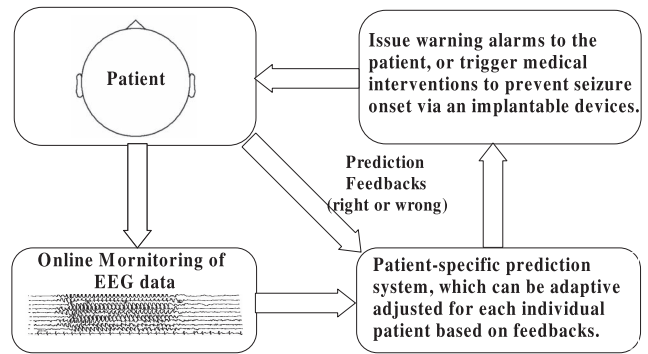 Patient
Issue warning alarms to the
patient, or trigger medical
interventions to prevent seizure
onset via an implantable devices.
Prediction
Feedbacks
(right or wrong)
Online Mornitoring of
EEG data
Patient-specific prediction
system, which can be adaptive
adjusted for each individual
patient based on feedbacks.